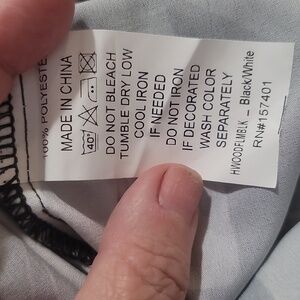 100% POLYESTE
MADE IN CHINA
40°
DO NOT BLEACH
TUMBLE DRY LOW
COOL IRON
IF NEEDED
DO NOT IRON
IF DECORATED
WASH COLOR
SEPARATELY
HWOODFLMBLK – Black/White
RN#157401